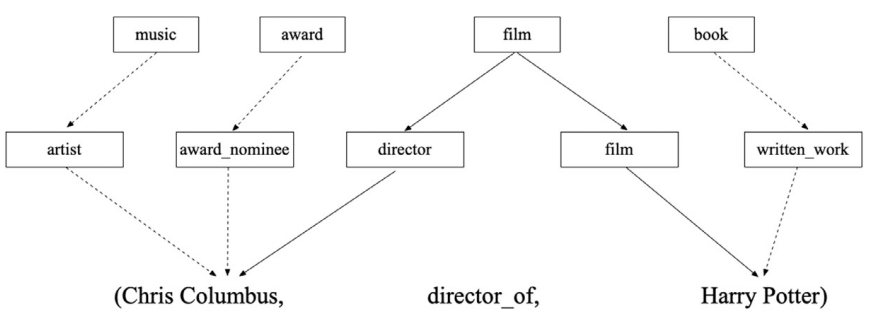 music award film book
artist award_nominee director film written_work
(Chris Columbus, director_of, Harry Potter)